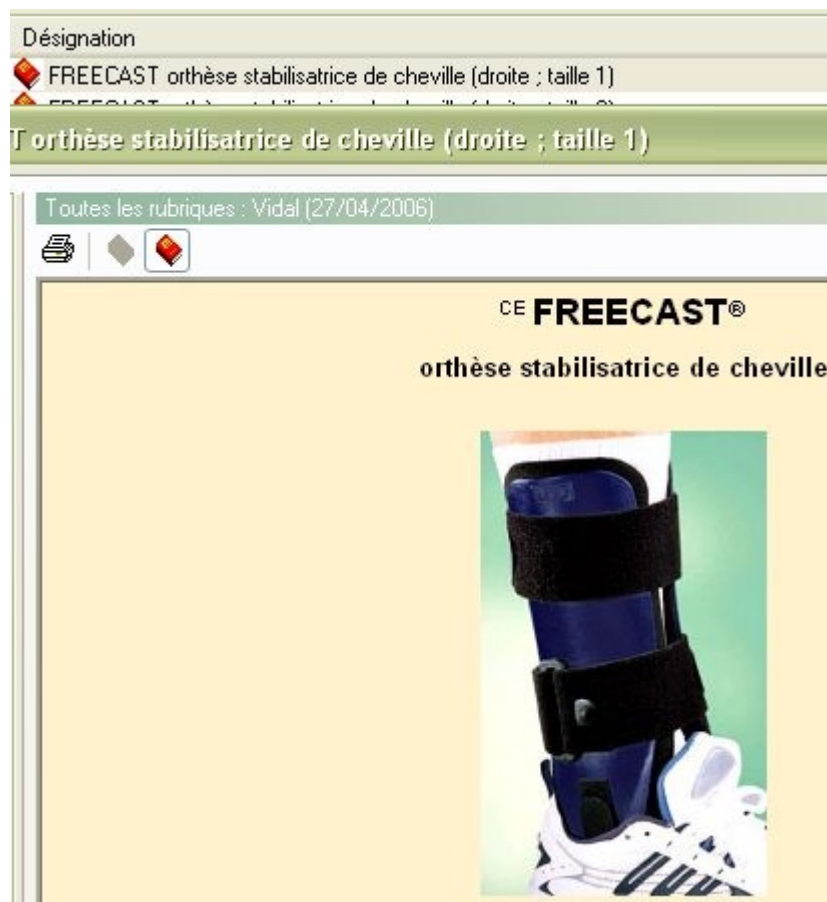 Désignation
FREECAST orthèse stabilisatrice de cheville (droite ; taille 1)
T orthèse stabilisatrice de cheville (droite ; taille 1)
Toutes les rubriques : Vidal (27/04/2006)
CE FREECAST®
orthèse stabilisatrice de cheville